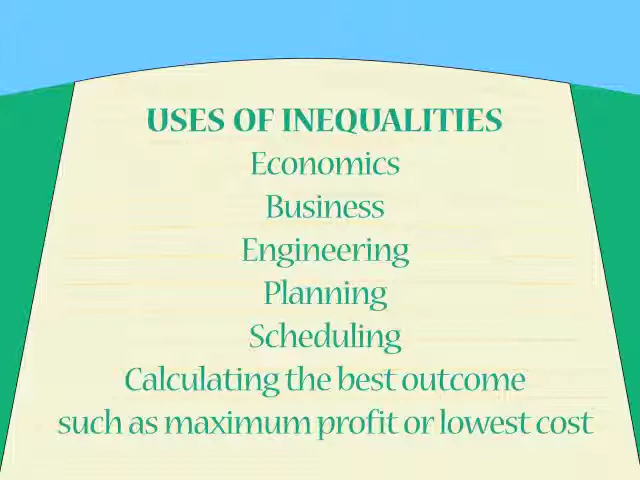 USES OF INEQUALITIES
Economics
Business
Engineering
Planning
Scheduling
Calculating the best outcome
such as maximum profit or lowest cost